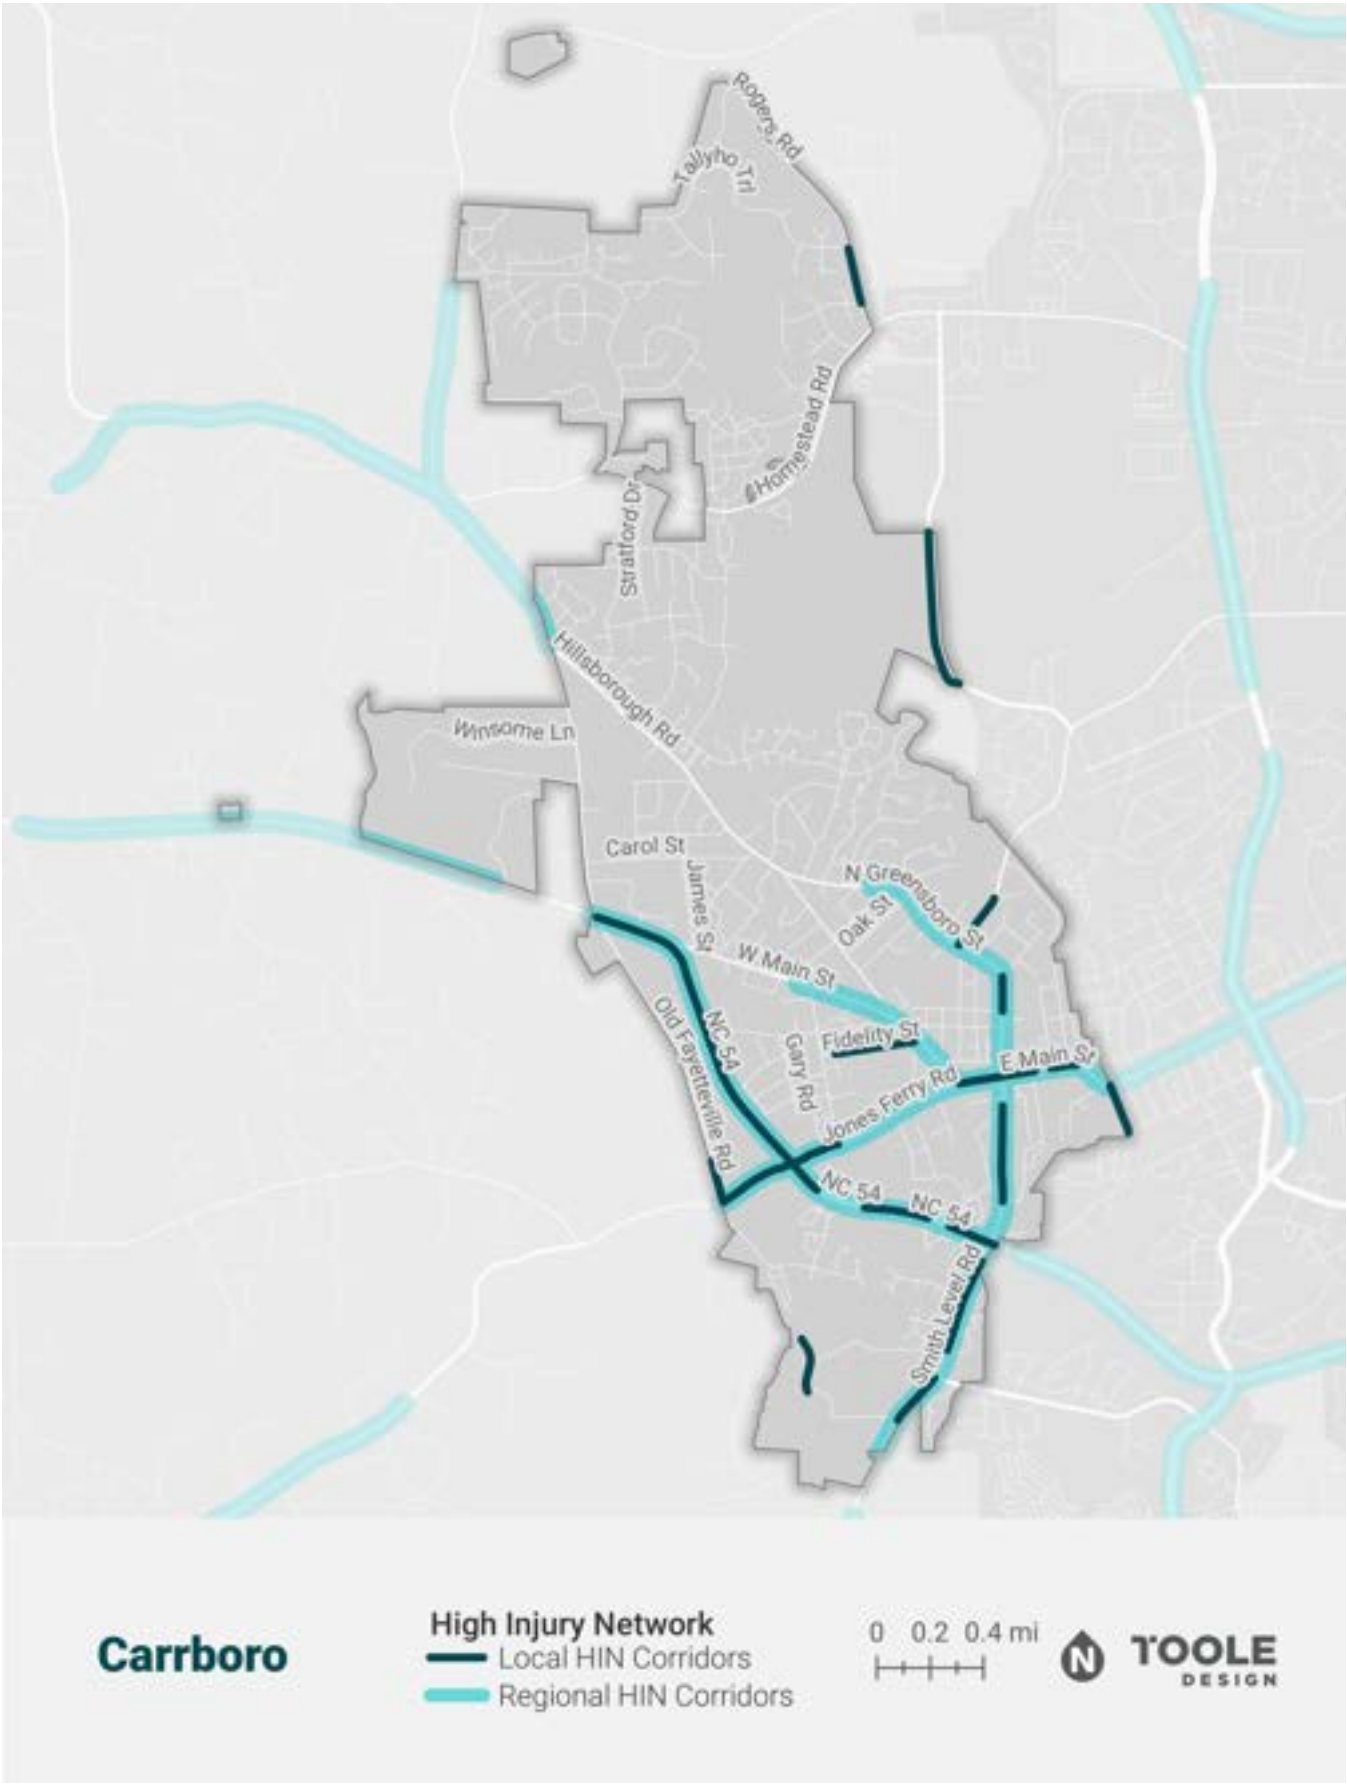 Rogers Rd
Tallyho Trl
Homestead Rd
Stratford Dr
Hillsborough Rd
Winsome Ln
Carol St
James St
N Greensboro St
Oak St
W Main St
Old Fayetteville Rd
NC 54
Fidelity St
Gary Rd
E Main St
Jones Ferry Rd
NC 54
NC 54
Smith Level Rd
Carrboro
High Injury Network
Local HIN Corridors
Regional HIN Corridors
0 0.2 0.4 mi
N
TOOLE
DESIGN